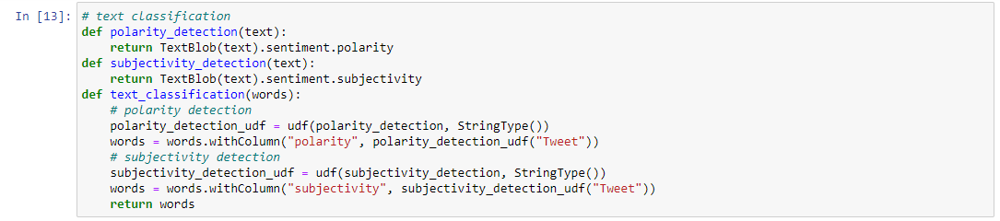 In [13]: # text classification
def polarity_detection(text):
    return TextBlob(text).sentiment.polarity
def subjectivity_detection(text):
    return TextBlob(text).sentiment.subjectivity
def text_classification(words):
    # polarity detection
    polarity_detection_udf = udf(polarity_detection, StringType())
    words = words.withColumn("polarity", polarity_detection_udf("Tweet"))
    # subjectivity detection
    subjectivity_detection_udf = udf(subjectivity_detection, StringType())
    words = words.withColumn("subjectivity", subjectivity_detection_udf("Tweet"))
    return words